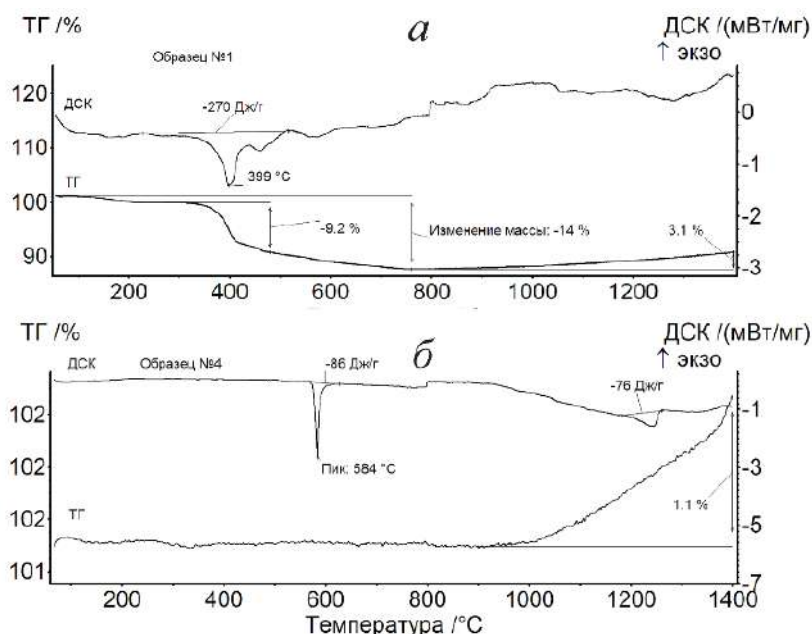 ТГ /%
а
ДСК /(мВт/мг)
↑ экзо
Образец №1
120
ДСК
-270 Дж/г
0
110
399 °C
-1
ТГ
100
-9.2 %
Изменение массы: -14 %
3.1 %
-2
90
-3
200 400 600 800 1000 1200
ТГ /%
б
ДСК /(мВт/мг)
↑ экзо
ДСК
Образец №4
-86 Дж/г
-76 Дж/г
102
-1
Пик: 584 °C
102
-3
1.1 %
102
ТГ
-5
101
-7
200 400 600 800 1000 1200 1400
Температура /°C